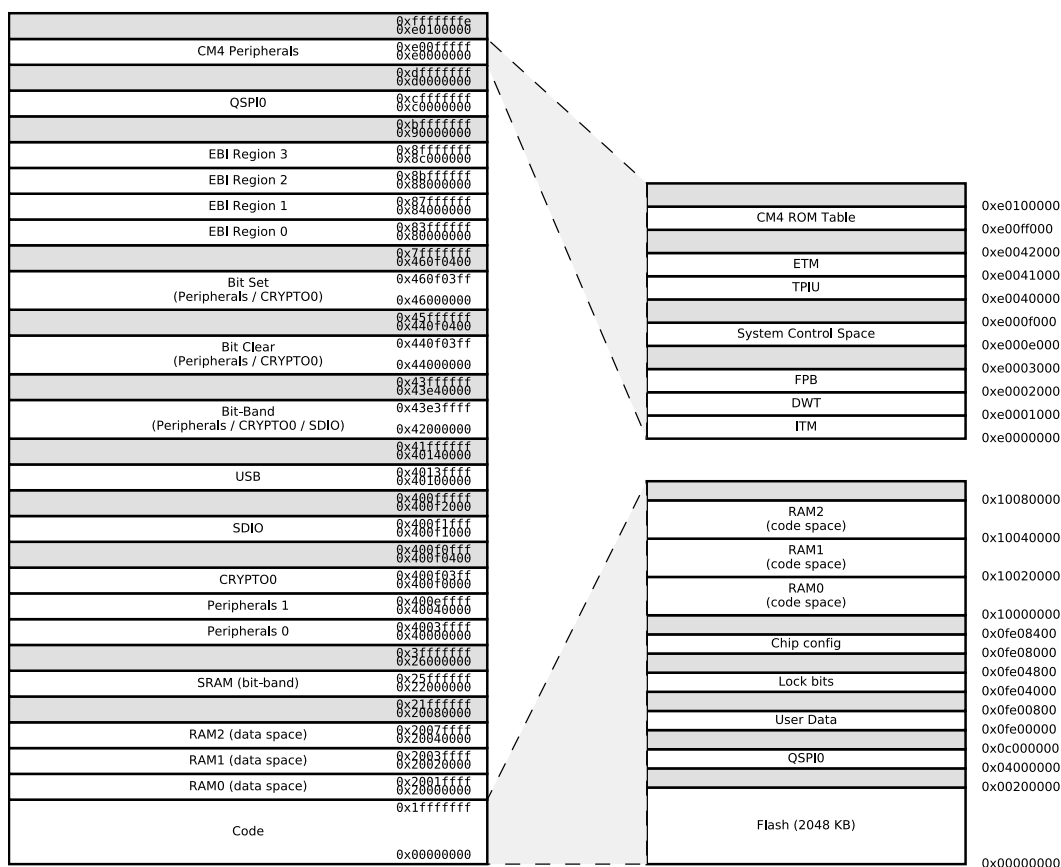 0xfffffffe
0xe0100000
CM4 Peripherals
0xe00fffff
0xe0000000
0xdfffffff
0xd0000000
QSPI0
0xcfffffff
0xc0000000
0xbfffffff
0x90000000
EBI Region 3
0x8fffffff
0x8c000000
EBI Region 2
0x8bffffff
0x88000000
EBI Region 1
0x87ffffff
0x84000000
EBI Region 0
0x83ffffff
0x80000000
0x7fffffff
0x460f0400
Bit Set
(Peripherals / CRYPTO0)
0x460f03ff
0x46000000
0x45ffffff
0x440f0400
Bit Clear
(Peripherals / CRYPTO0)
0x440f03ff
0x44000000
0x43ffffff
0x43e40000
Bit-Band
(Peripherals / CRYPTO0 / SDIO)
0x43e3ffff
0x42000000
0x41ffffff
0x40140000
USB
0x4013ffff
0x40100000
0x400fffff
0x400f2000
SDIO
0x400f1fff
0x400f1000
0x400f0fff
0x400f0400
CRYPTO0
0x400f03ff
0x400f0000
Peripherals 1
0x400effff
0x40040000
Peripherals 0
0x4003ffff
0x40000000
0x3fffffff
0x26000000
SRAM (bit-band)
0x25ffffff
0x22000000
0x21ffffff
0x20080000
RAM2 (data space)
0x2007ffff
0x20040000
RAM1 (data space)
0x2003ffff
0x20020000
RAM0 (data space)
0x2001ffff
0x20000000
Code
0x1fffffff
0x00000000
0xe0100000
CM4 ROM Table
0xe00ff000
0xe0042000
ETM
0xe0041000
TPIU
0xe0040000
0xe000f000
System Control Space
0xe000e000
0xe0003000
FPB
0xe0002000
DWT
0xe0001000
ITM
0xe0000000
0x10080000
RAM2
(code space)
0x10040000
RAM1
(code space)
0x10020000
RAM0
(code space)
0x10000000
0x0fe08400
Chip config
0x0fe08000
0x0fe04800
Lock bits
0x0fe04000
0x0fe00800
User Data
0x0fe00000
0x0c000000
QSPI0
0x04000000
0x00200000
Flash (2048 KB)
0x00000000